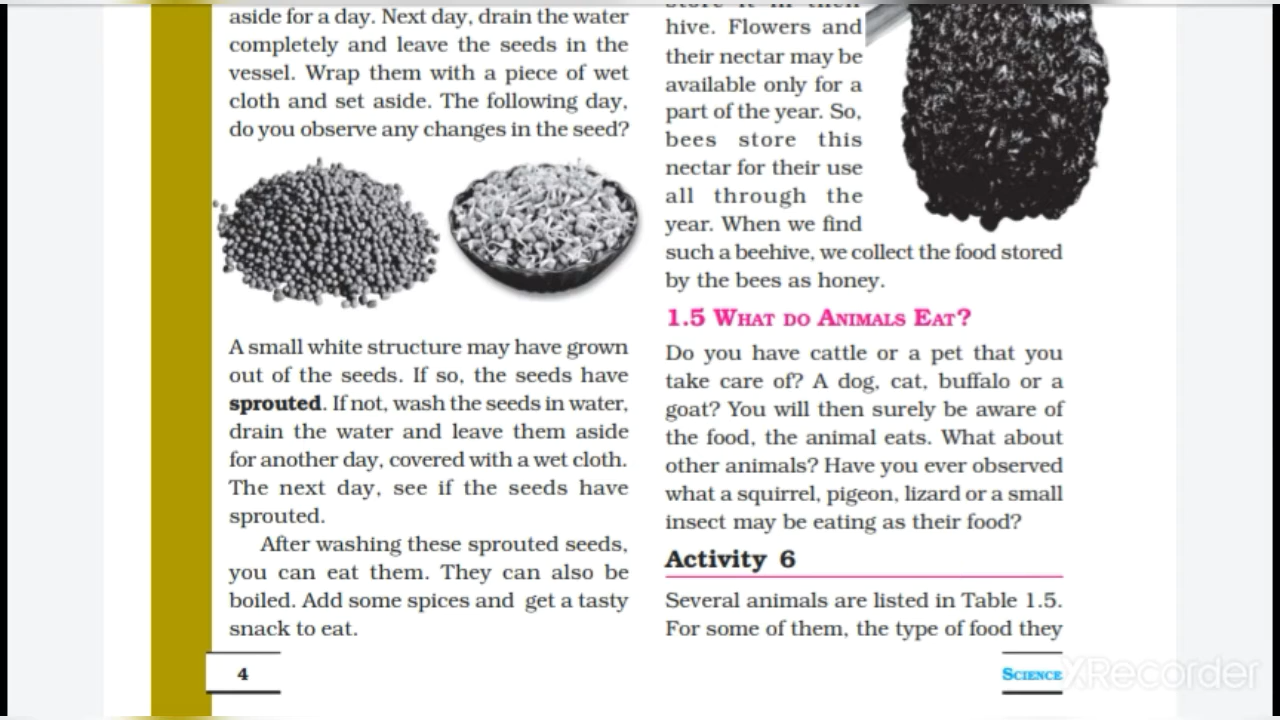 aside for a day. Next day, drain the water
completely and leave the seeds in the
vessel. Wrap them with a piece of wet
cloth and set aside. The following day,
do you observe any changes in the seed?
A small white structure may have grown
out of the seeds. If so, the seeds have
sprouted. If not, wash the seeds in water,
drain the water and leave them aside
for another day, covered with a wet cloth.
The next day, see if the seeds have
sprouted.
After washing these sprouted seeds,
you can eat them. They can also be
boiled. Add some spices and get a tasty
snack to eat.
4
store it in their
hive. Flowers and
their nectar may be
available only for a
part of the year. So,
bees store this
nectar for their use
all through the
year. When we find
such a beehive, we collect the food stored
by the bees as honey.
1.5 WHAT DO ANIMALS EAT?
Do you have cattle or a pet that you
take care of? A dog, cat, buffalo or a
goat? You will then surely be aware of
the food, the animal eats. What about
other animals? Have you ever observed
what a squirrel, pigeon, lizard or a small
insect may be eating as their food?
Activity 6
Several animals are listed in Table 1.5.
For some of them, the type of food they
SCIENCE
XRecorder